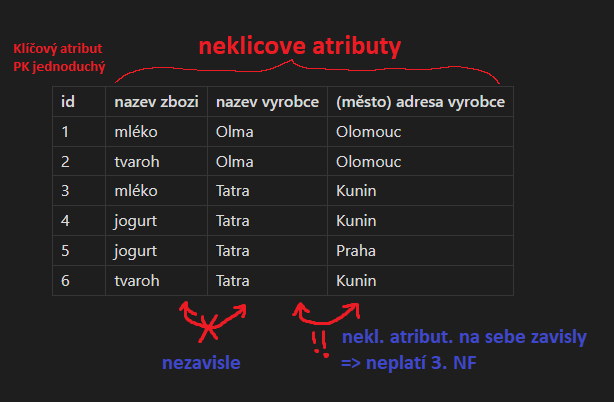 neklicove atributy
Klíčový atribut
PK jednoduchý
id nazev zbozi nazev vyrobce (město) adresa vyrobce
1 mléko Olma Olomouc
2 tvaroh Olma Olomouc
3 mléko Tatra Kunin
4 jogurt Tatra Kunin
5 jogurt Tatra Praha
6 tvaroh Tatra Kunin
!!
nezavisle
nekl. atribut. na sebe zavisly
=> neplatí 3. NF